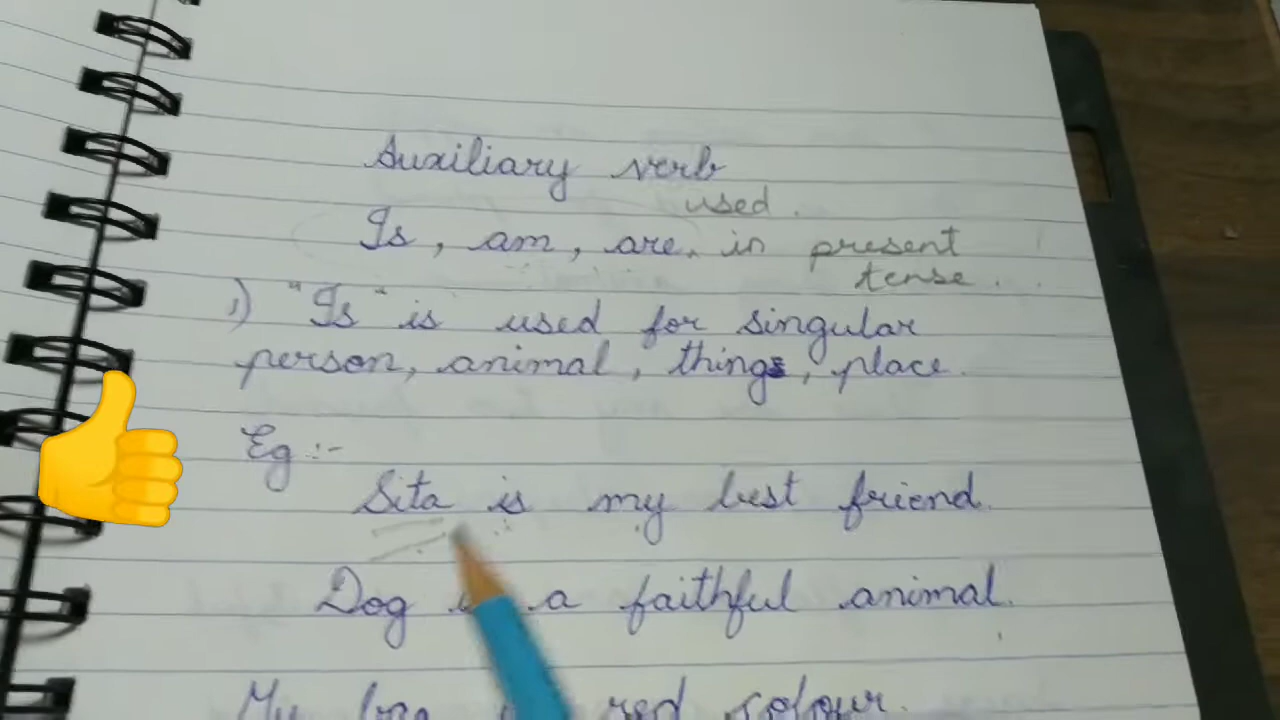 Auxiliary verb
used.
Is, am, are. in present
tense.
1) "Is" is used for singular
person, animal, things, place.
Eg :-
Sita is my best friend.
Dog is a faithful animal.
My red colour.